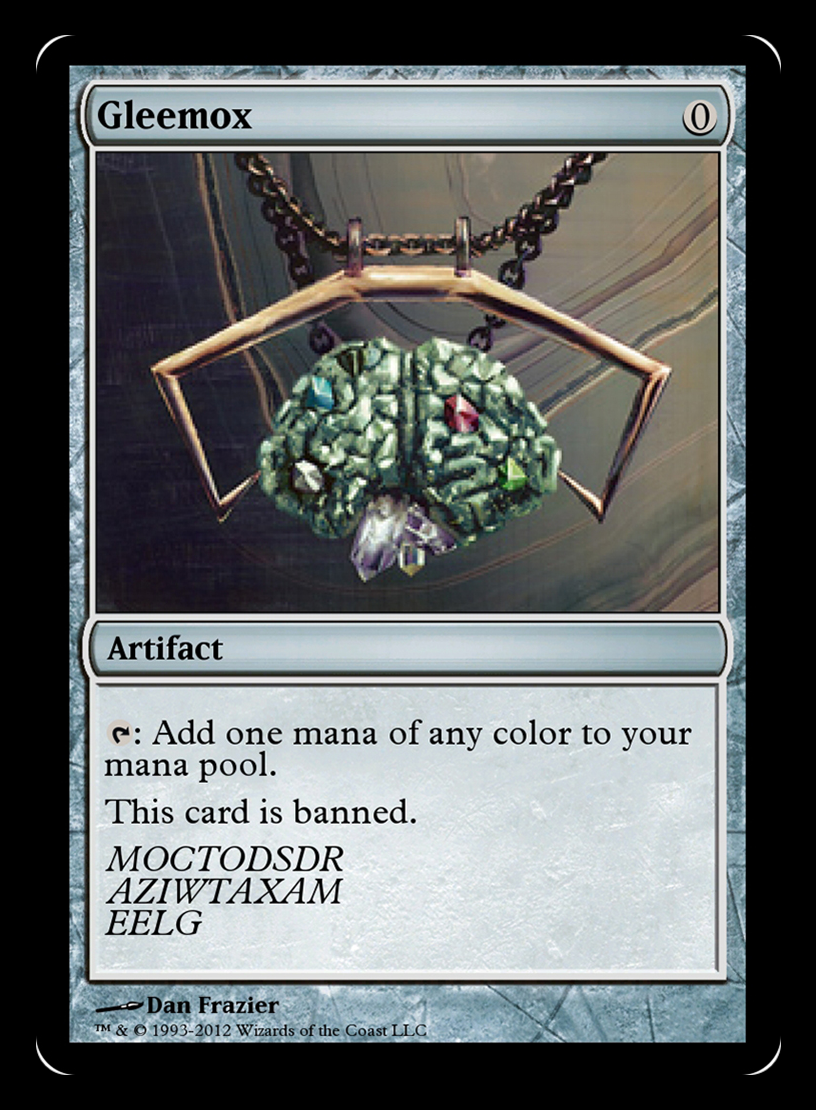 Gleemox 0
Artifact
: Add one mana of any color to your
mana pool.
This card is banned.
MOCTODSDR
AZIWTAXAM
EELG
Dan Frazier
™ & © 1993-2012 Wizards of the Coast LLC